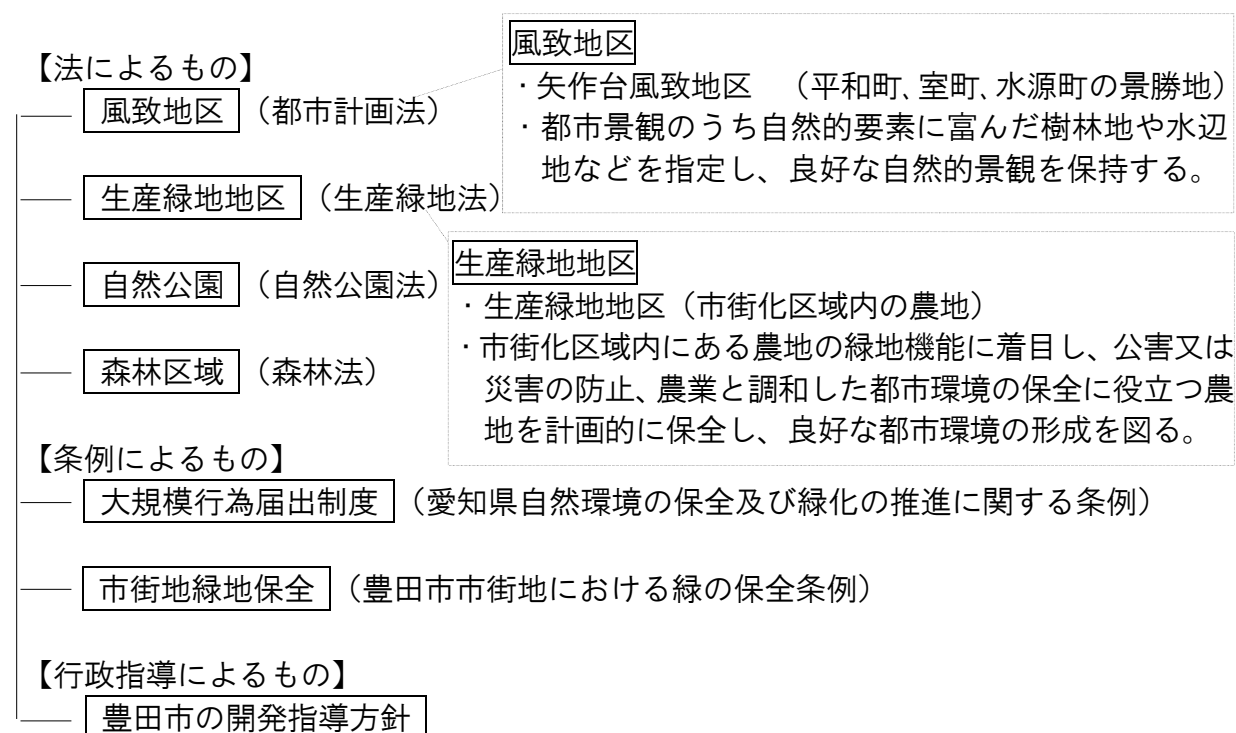 【法によるもの】
風致地区（都市計画法）
生産緑地地区（生産緑地法）
自然公園（自然公園法）
森林区域（森林法）
【条例によるもの】
大規模行為届出制度（愛知県自然環境の保全及び緑化の推進に関する条例）
市街地緑地保全（豊田市市街地における緑の保全条例）
【行政指導によるもの】
豊田市の開発指導方針
風致地区
・矢作台風致地区　（平和町、室町、水源町の景勝地）
・都市景観のうち自然的要素に富んだ樹林地や水辺
地などを指定し、良好な自然的景観を保持する。
生産緑地地区
・生産緑地地区（市街化区域内の農地）
・市街化区域内にある農地の緑地機能に着目し、公害又は
災害の防止、農業と調和した都市環境の保全に役立つ農
地を計画的に保全し、良好な都市環境の形成を図る。